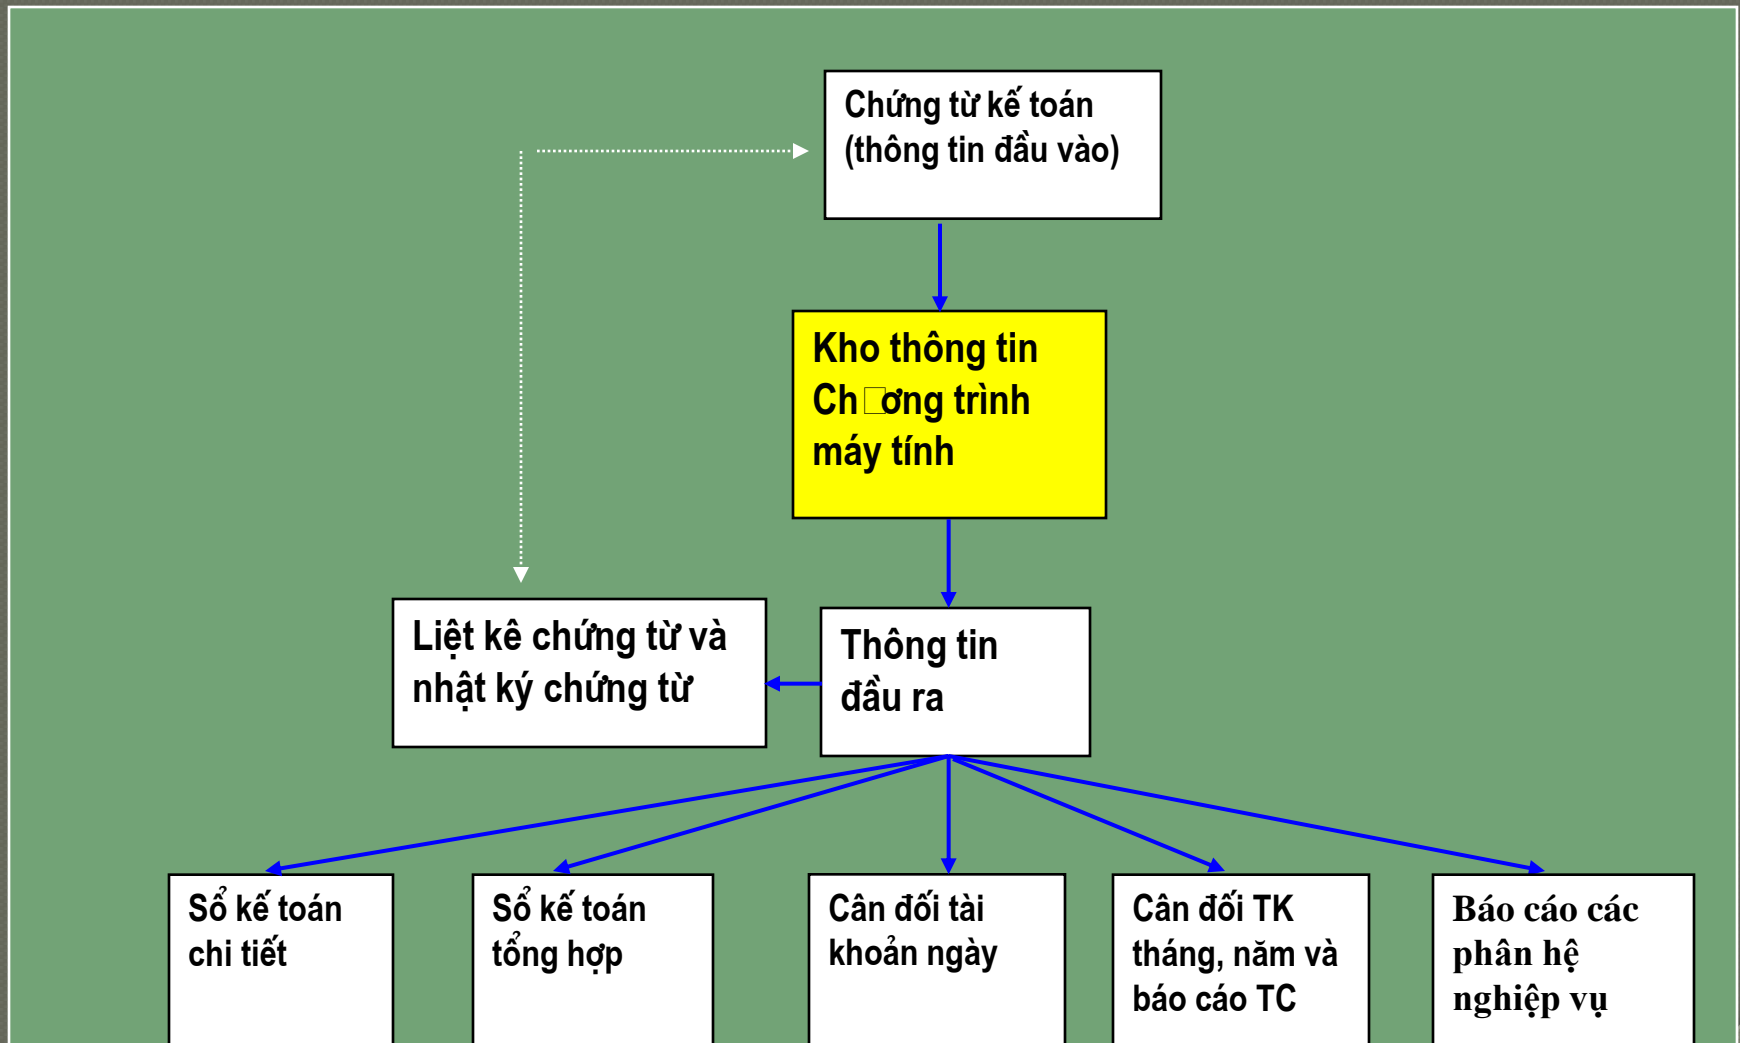 Chứng từ kế toán
(thông tin đầu vào)
Kho thông tin
Ch□ơng trình
máy tính
Liệt kê chứng từ và
nhật ký chứng từ
Thông tin
đầu ra
Sổ kế toán
chi tiết
Sổ kế toán
tổng hợp
Cân đối tài
khoản ngày
Cân đối TK
tháng, năm và
báo cáo TC
Báo cáo các
phân hệ
nghiệp vụ